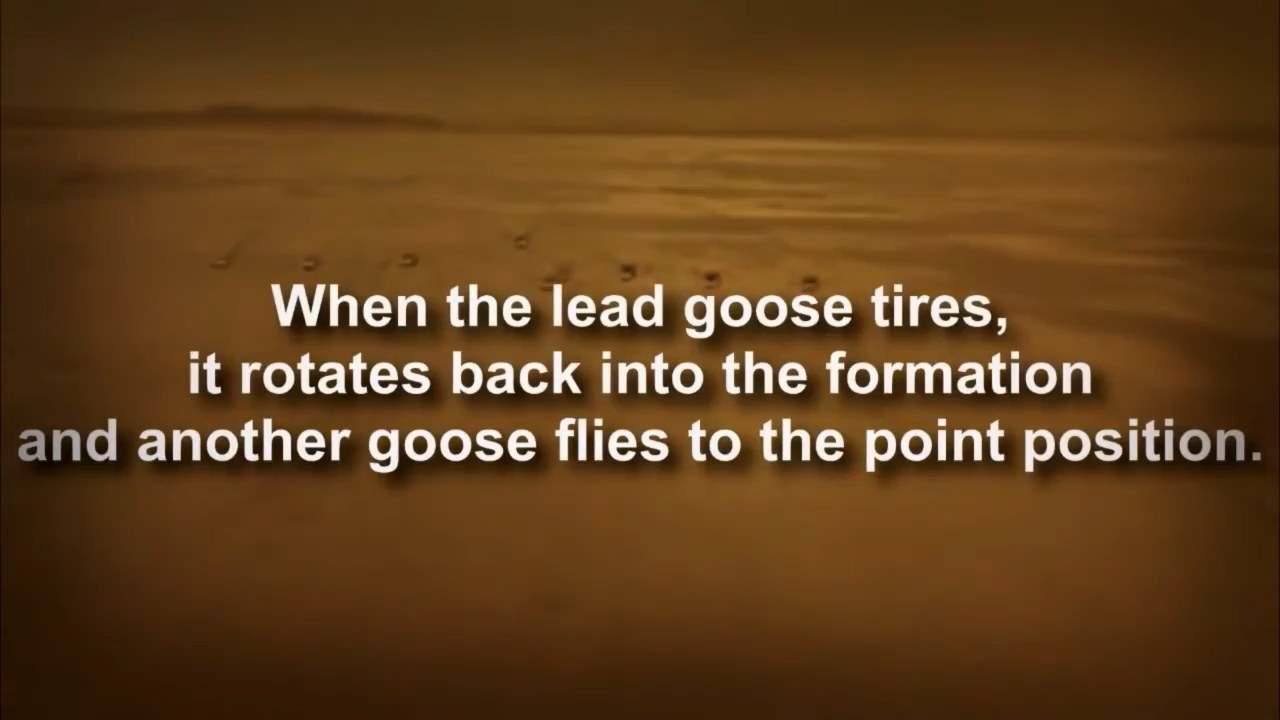 When the lead goose tires,
it rotates back into the formation
and another goose flies to the point position.